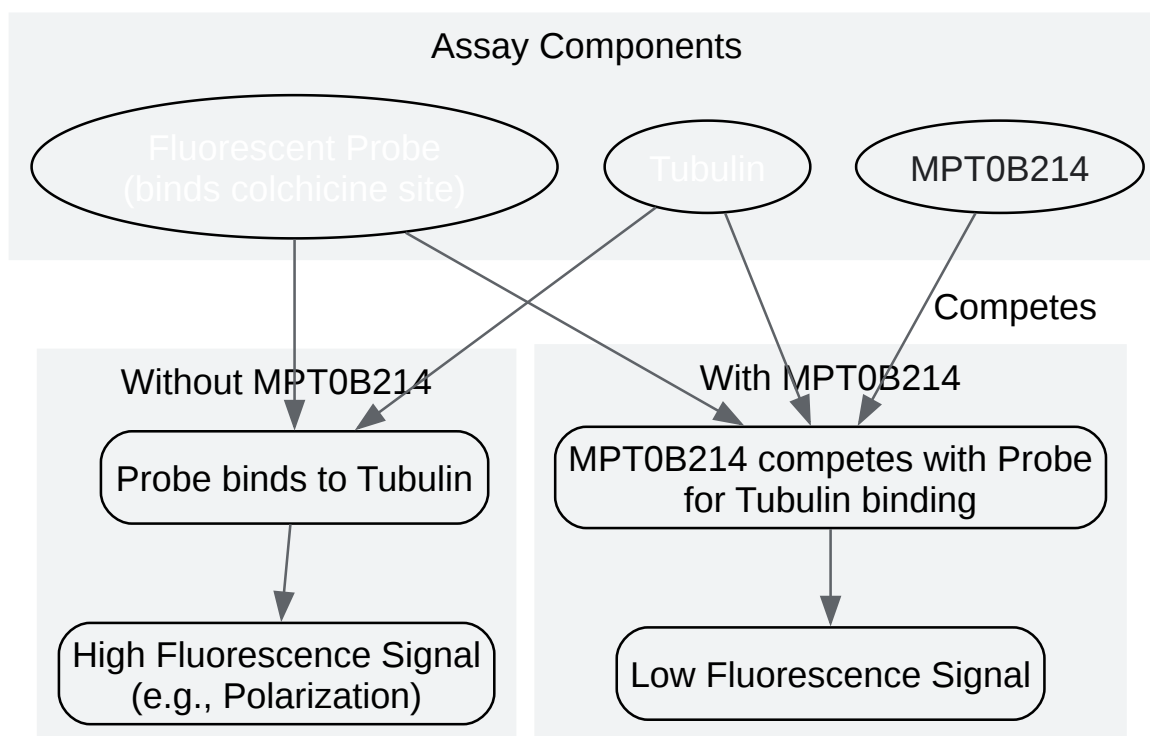 Assay Components
Fluorescent Probe
(binds colchicine site)
Tubulin
MPT0B214
Competes
Without MPT0B214
With MPT0B214
Probe binds to Tubulin
MPT0B214 competes with Probe
for Tubulin binding
High Fluorescence Signal
(e.g., Polarization)
Low Fluorescence Signal